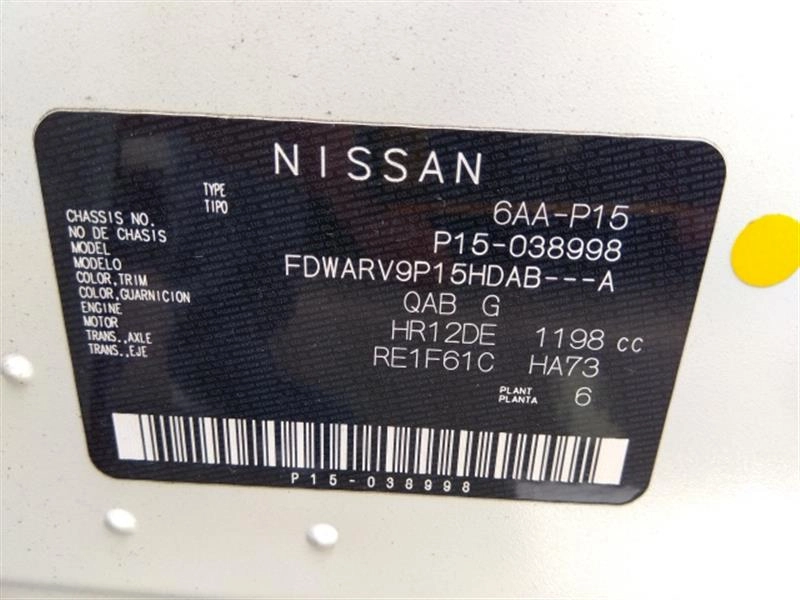 NISSAN
TYPE
TIPO 6AA-P15
CHASSIS NO. P15-038998
NO DE CHASIS
MODEL FDWARV9P15HDAB---A
MODELO
COLOR,TRIM QAB G
COLOR,GUARNICION
ENGINE HR12DE 1198 cc
MOTOR
TRANS.,AXLE RE1F61C HA73
TRANS.,EJE
PLANT
PLANTA 6
P15-038998